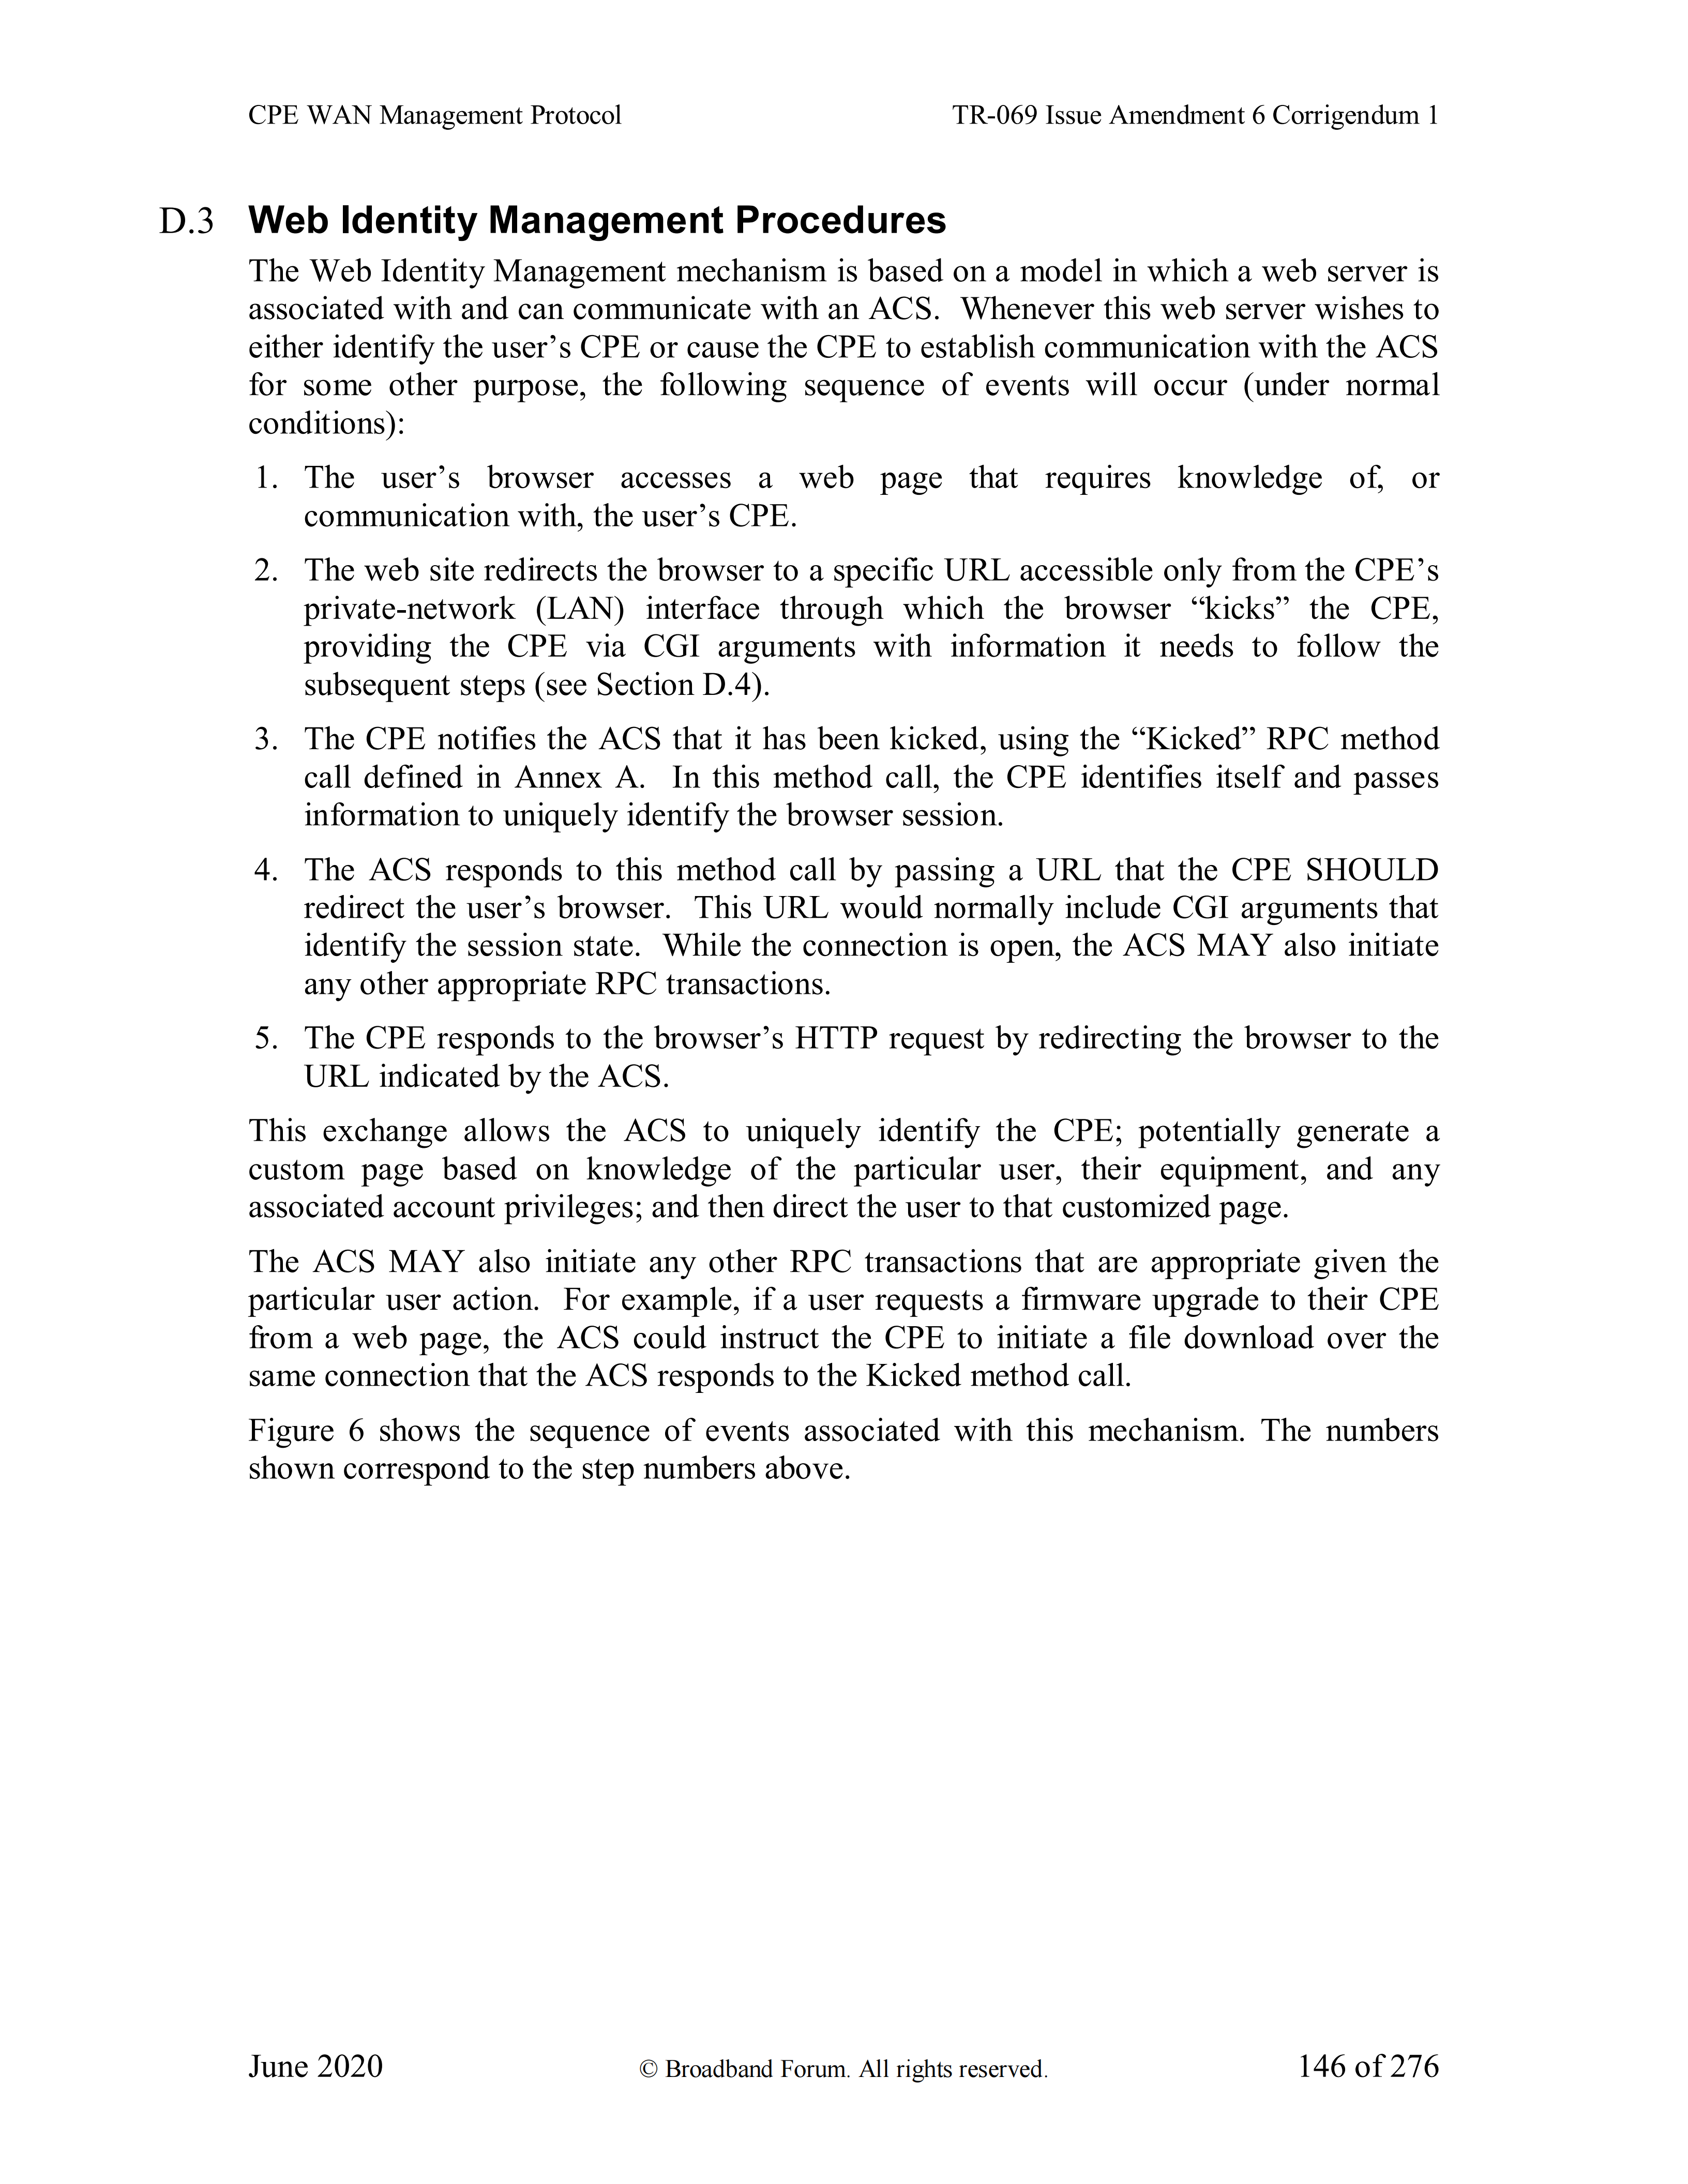 CPE WAN Management Protocol TR-069 Issue Amendment 6 Corrigendum 1
D.3 Web Identity Management Procedures
The Web Identity Management mechanism is based on a model in which a web server is
associated with and can communicate with an ACS.  Whenever this web server wishes to
either identify the user’s CPE or cause the CPE to establish communication with the ACS
for some other purpose, the following sequence of events will occur (under normal
conditions):
1. The user’s browser accesses a web page that requires knowledge of, or
communication with, the user’s CPE.
2. The web site redirects the browser to a specific URL accessible only from the CPE’s
private-network (LAN) interface through which the browser “kicks” the CPE,
providing the CPE via CGI arguments with information it needs to follow the
subsequent steps (see Section D.4).
3. The CPE notifies the ACS that it has been kicked, using the “Kicked” RPC method
call defined in Annex A.  In this method call, the CPE identifies itself and passes
information to uniquely identify the browser session.
4. The ACS responds to this method call by passing a URL that the CPE SHOULD
redirect the user’s browser.  This URL would normally include CGI arguments that
identify the session state.  While the connection is open, the ACS MAY also initiate
any other appropriate RPC transactions.
5. The CPE responds to the browser’s HTTP request by redirecting the browser to the
URL indicated by the ACS.
This exchange allows the ACS to uniquely identify the CPE; potentially generate a
custom page based on knowledge of the particular user, their equipment, and any
associated account privileges; and then direct the user to that customized page.
The ACS MAY also initiate any other RPC transactions that are appropriate given the
particular user action.  For example, if a user requests a firmware upgrade to their CPE
from a web page, the ACS could instruct the CPE to initiate a file download over the
same connection that the ACS responds to the Kicked method call.
Figure 6 shows the sequence of events associated with this mechanism. The numbers
shown correspond to the step numbers above.
June 2020 © Broadband Forum. All rights reserved. 146 of 276